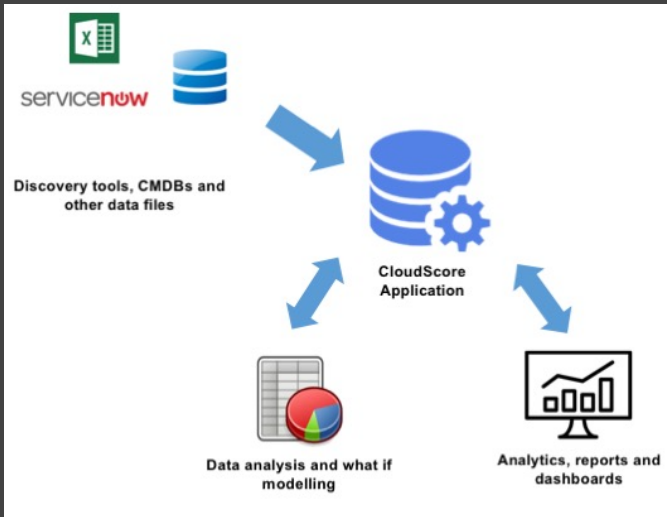 X
servicenow
Discovery tools, CMDBs and
other data files
CloudScore
Application
Data analysis and what if
modelling
Analytics, reports and
dashboards